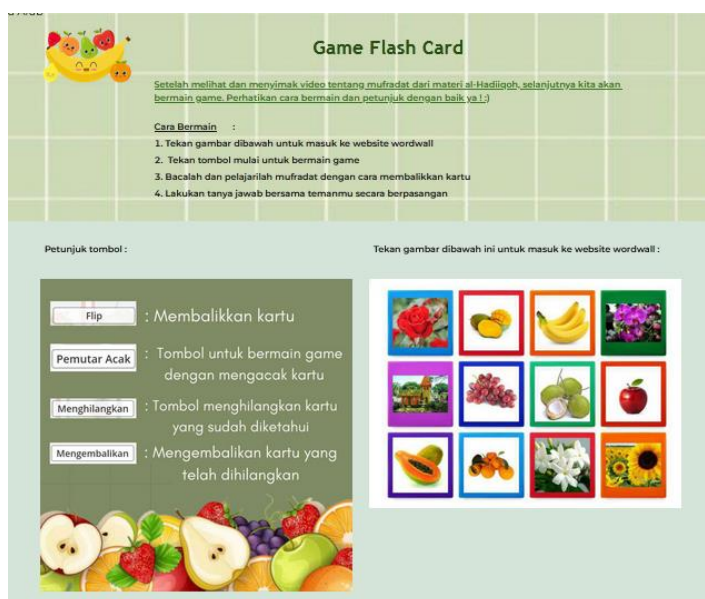 Game Flash Card
Setelah melihat dan menyimak video tentang mufradat dari materi al-Hadiiqoh, selanjutnya kita akan
bermain game. Perhatikan cara bermain dan petunjuk dengan baik ya ! :)
Cara Bermain :
1. Tekan gambar dibawah untuk masuk ke website wordwall
2. Tekan tombol mulai untuk bermain game
3. Bacalah dan pelajarilah mufradat dengan cara membalikkan kartu
4. Lakukan tanya jawab bersama temanmu secara berpasangan
Petunjuk tombol :
Flip : Membalikkan kartu
Pemutar Acak : Tombol untuk bermain game
dengan mengacak kartu
Menghilangkan : Tombol menghilangkan kartu
yang sudah diketahui
Mengembalikan : Mengembalikan kartu yang
telah dihilangkan
Tekan gambar dibawah ini untuk masuk ke website wordwall :